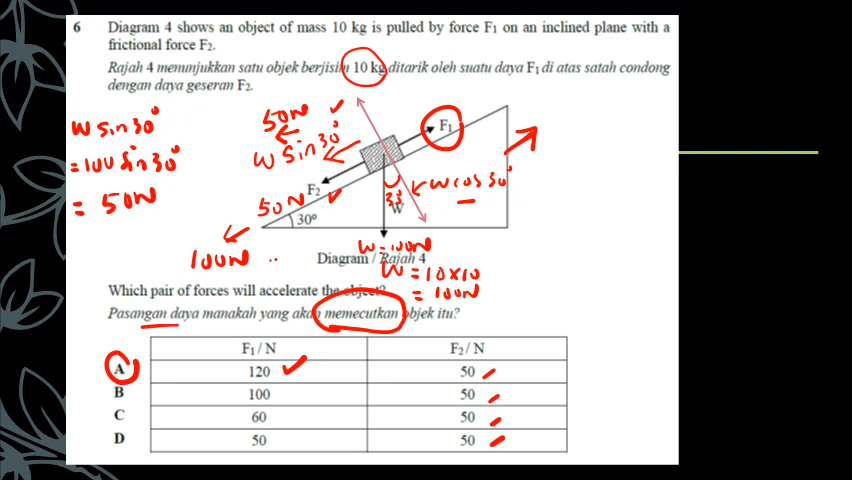 6 Diagram 4 shows an object of mass 10 kg is pulled by force F₁ on an inclined plane with a
frictional force F₂.
Rajah 4 menunjukkan satu objek berjisim 10 kg ditarik oleh suatu daya F₁ di atas satah condong
dengan daya geseran F₂.
W sin 30°
= 100 sin 30°
= 50N
50N
W sin 30°
F₁
F₂
50N
30°
W cos 30°
30°
W
100N
W = 100N
Diagram / Rajah 4
W = 10 x 10
= 100N
Which pair of forces will accelerate the object?
Pasangan daya manakah yang akan memecutkan objek itu?
F₁ / N F₂ / N
A 120 50
B 100 50
C 60 50
D 50 50